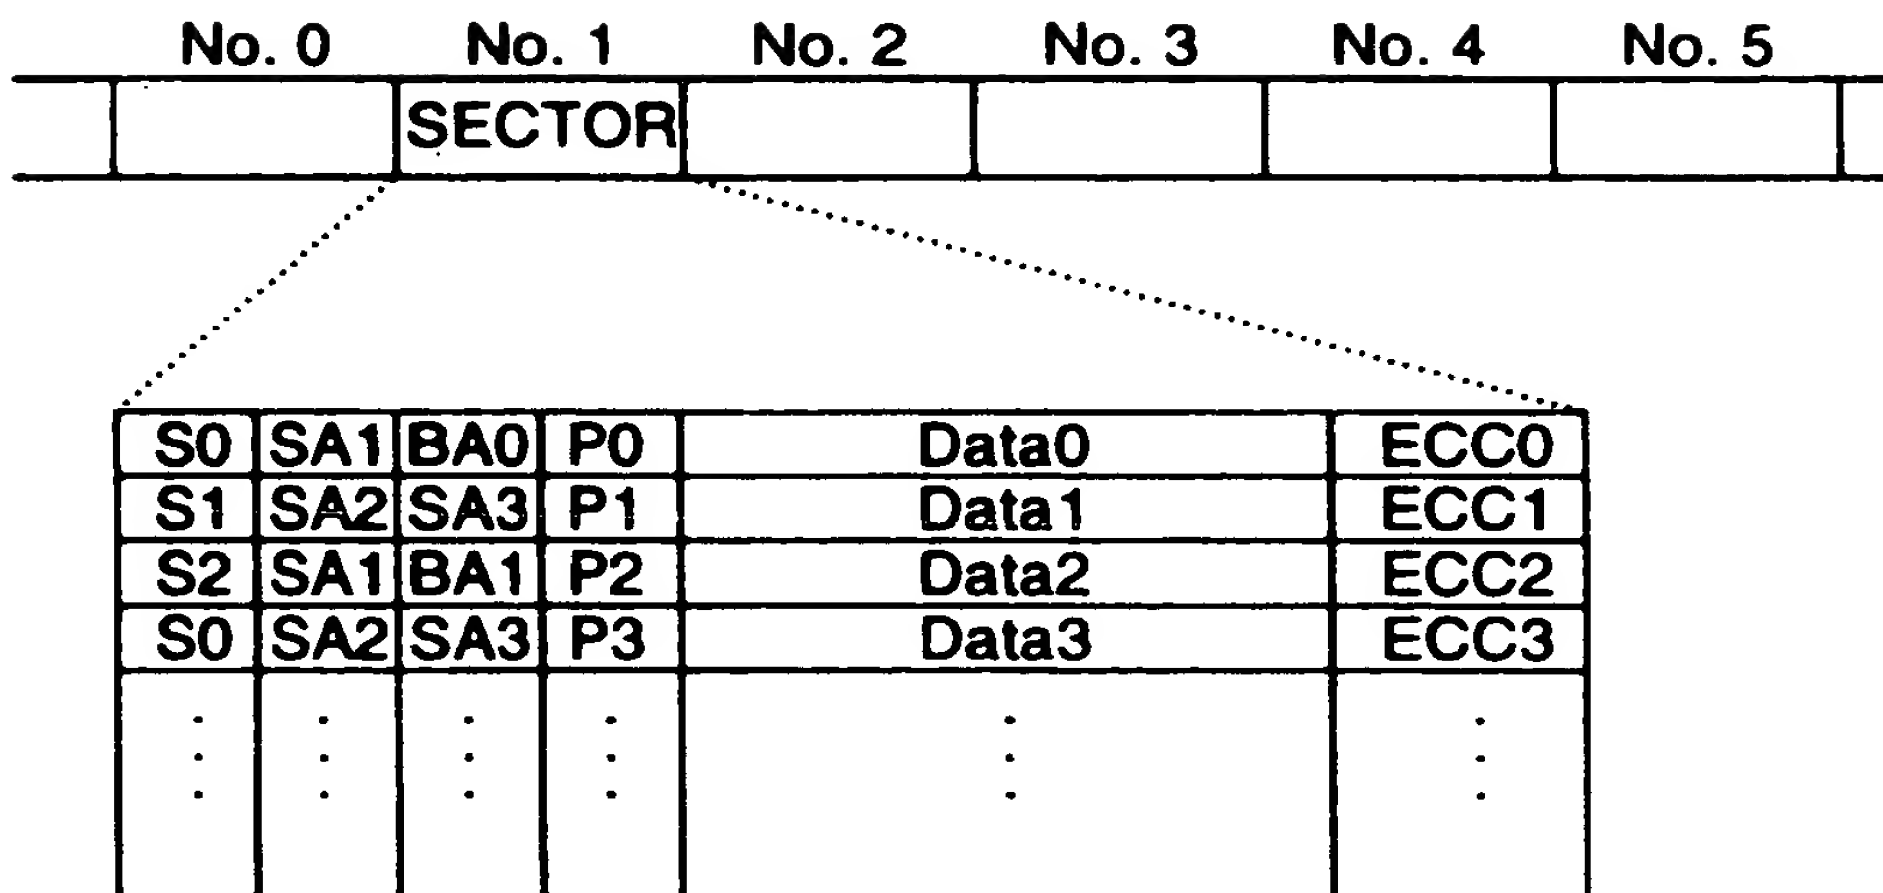 No. 0 No. 1 No. 2 No. 3 No. 4 No. 5
SECTOR
S0 SA1 BA0 P0 Data0 ECC0
S1 SA2 SA3 P1 Data1 ECC1
S2 SA1 BA1 P2 Data2 ECC2
S0 SA2 SA3 P3 Data3 ECC3